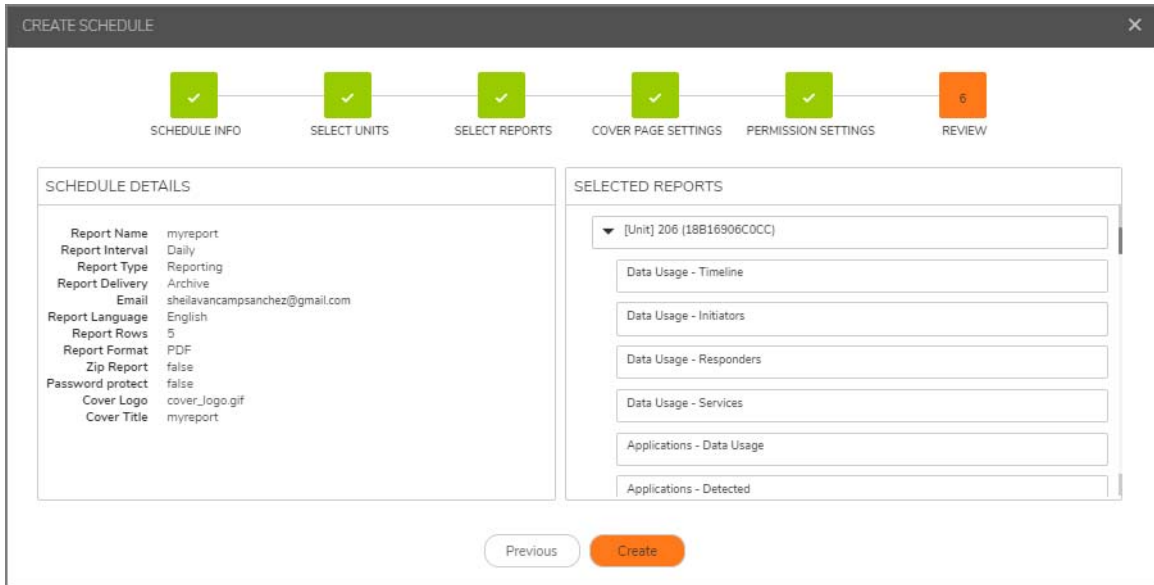 CREATE SCHEDULE
6
SCHEDULE INFO
SELECT UNITS
SELECT REPORTS
COVER PAGE SETTINGS
PERMISSION SETTINGS
REVIEW
SCHEDULE DETAILS
Report Name myreport
Report Interval Daily
Report Type Reporting
Report Delivery Archive
Email sheilavancampsanchez@gmail.com
Report Language English
Report Rows 5
Report Format PDF
Zip Report false
Password protect false
Cover Logo cover_logo.gif
Cover Title myreport
SELECTED REPORTS
[Unit] 206 (18B16906C0CC)
Data Usage - Timeline
Data Usage - Initiators
Data Usage - Responders
Data Usage - Services
Applications - Data Usage
Applications - Detected
Previous
Create